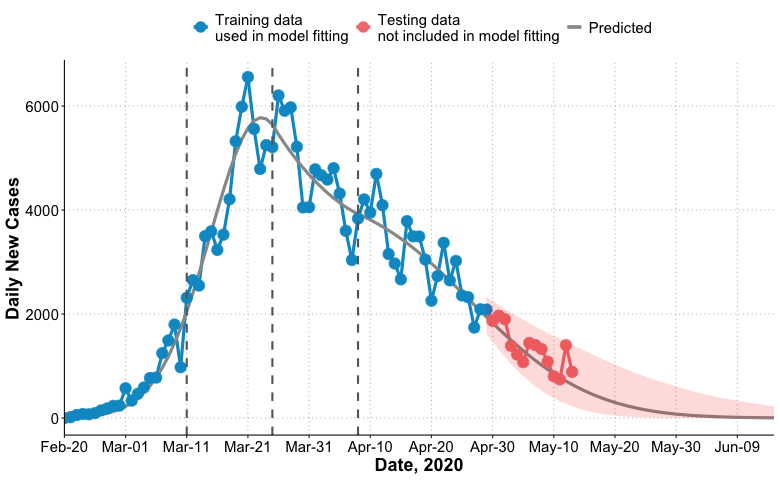 Training data
used in model fitting
Testing data
not included in model fitting
Predicted
Daily New Cases
6000
4000
2000
0
Feb-20 Mar-01 Mar-11 Mar-21 Mar-31 Apr-10 Apr-20 Apr-30 May-10 May-20 May-30 Jun-09
Date, 2020